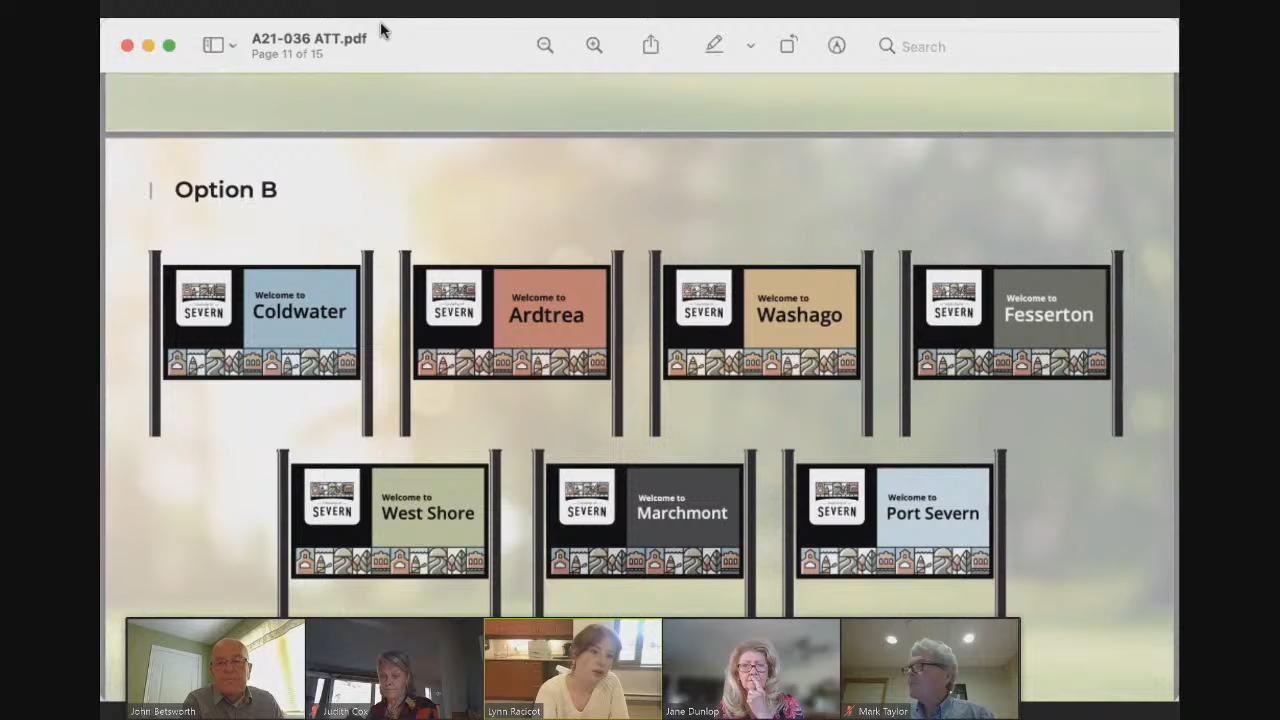 A21-036 ATT.pdf
Page 11 of 15
Search
Option B
SEVERN
Welcome to
Coldwater
SEVERN
Welcome to
Ardtrea
SEVERN
Welcome to
Washago
SEVERN
Welcome to
Fesserton
SEVERN
Welcome to
West Shore
SEVERN
Welcome to
Marchmont
SEVERN
Welcome to
Port Severn
John Betsworth
Judith Cox
Lynn Racicot
Jane Dunlop
Mark Taylor